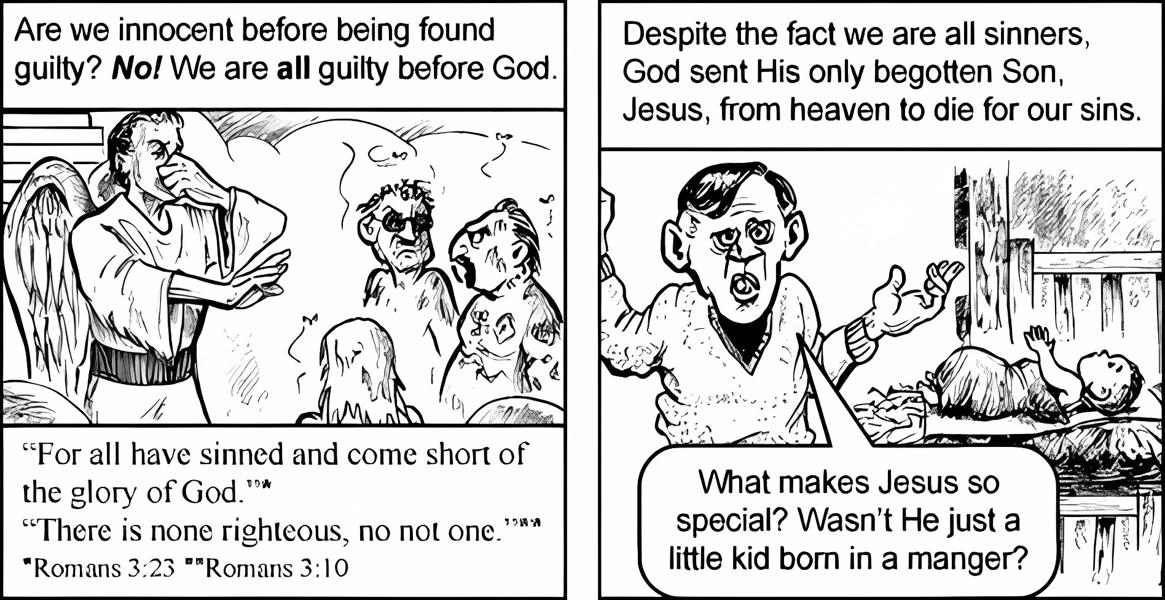 Are we innocent before being found
guilty? No! We are all guilty before God.
“For all have sinned and come short of
the glory of God.”*
“There is none righteous, no not one.”**
*Romans 3:23 **Romans 3:10
Despite the fact we are all sinners,
God sent His only begotten Son,
Jesus, from heaven to die for our sins.
What makes Jesus so
special? Wasn't He just a
little kid born in a manger?